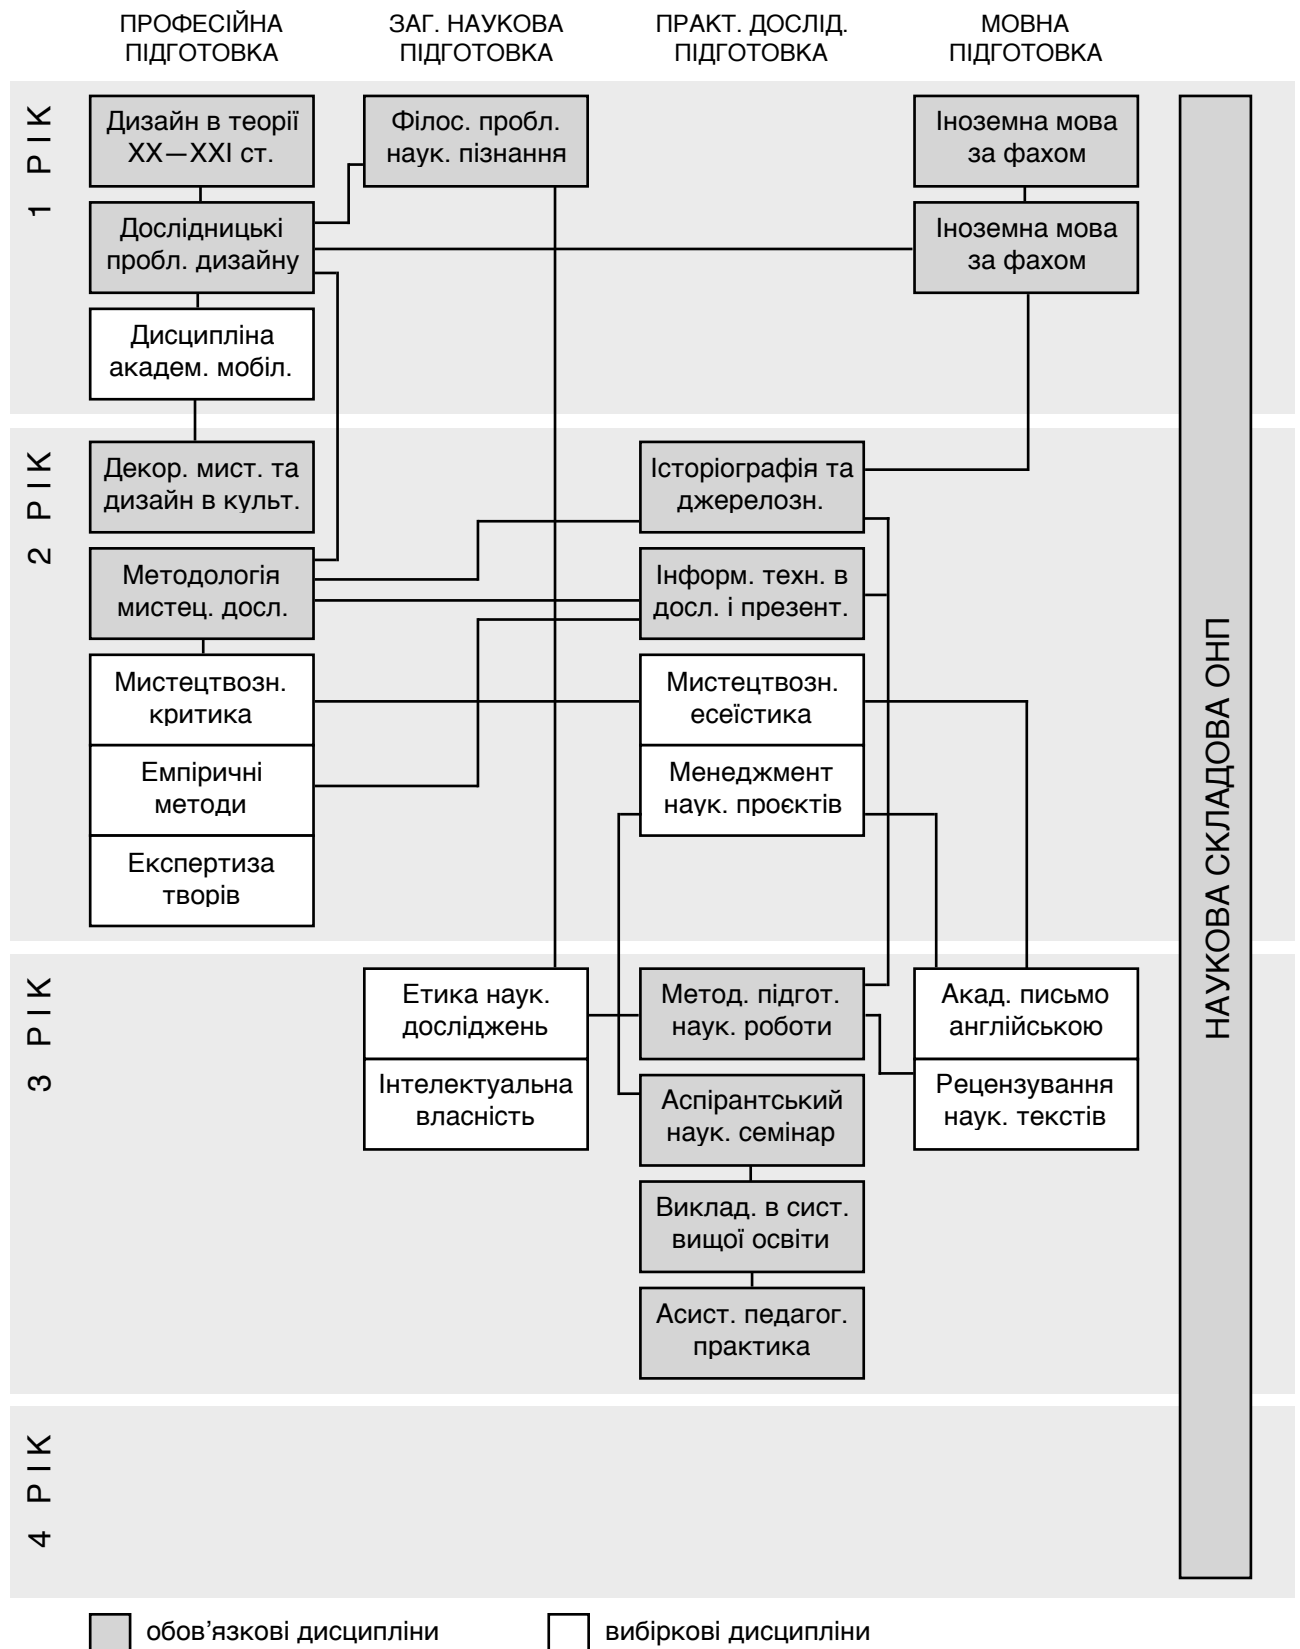 ПРОФЕСІЙНА
ПІДГОТОВКА
ЗАГ. НАУКОВА
ПІДГОТОВКА
ПРАКТ. ДОСЛІД.
ПІДГОТОВКА
МОВНА
ПІДГОТОВКА
1 РІК
Дизайн в теорії
ХХ—ХХІ ст.
Філос. пробл.
наук. пізнання
Іноземна мова
за фахом
Дослідницькі
пробл. дизайну
Іноземна мова
за фахом
Дисципліна
академ. мобіл.
2 РІК
Декор. мист. та
дизайн в культ.
Історіографія та
джерелозн.
Методологія
мистец. досл.
Інформ. техн. в
досл. і презент.
Мистецтвозн.
критика
Мистецтвозн.
есеїстика
Емпіричні
методи
Менеджмент
наук. проєктів
Експертиза
творів
3 РІК
Етика наук.
досліджень
Метод. підгот.
наук. роботи
Акад. письмо
англійською
Інтелектуальна
власність
Аспірантський
наук. семінар
Рецензування
наук. текстів
Виклад. в сист.
вищої освіти
Асист. педагог.
практика
4 РІК
НАУКОВА СКЛАДОВА ОНП
обов’язкові дисципліни
вибіркові дисципліни